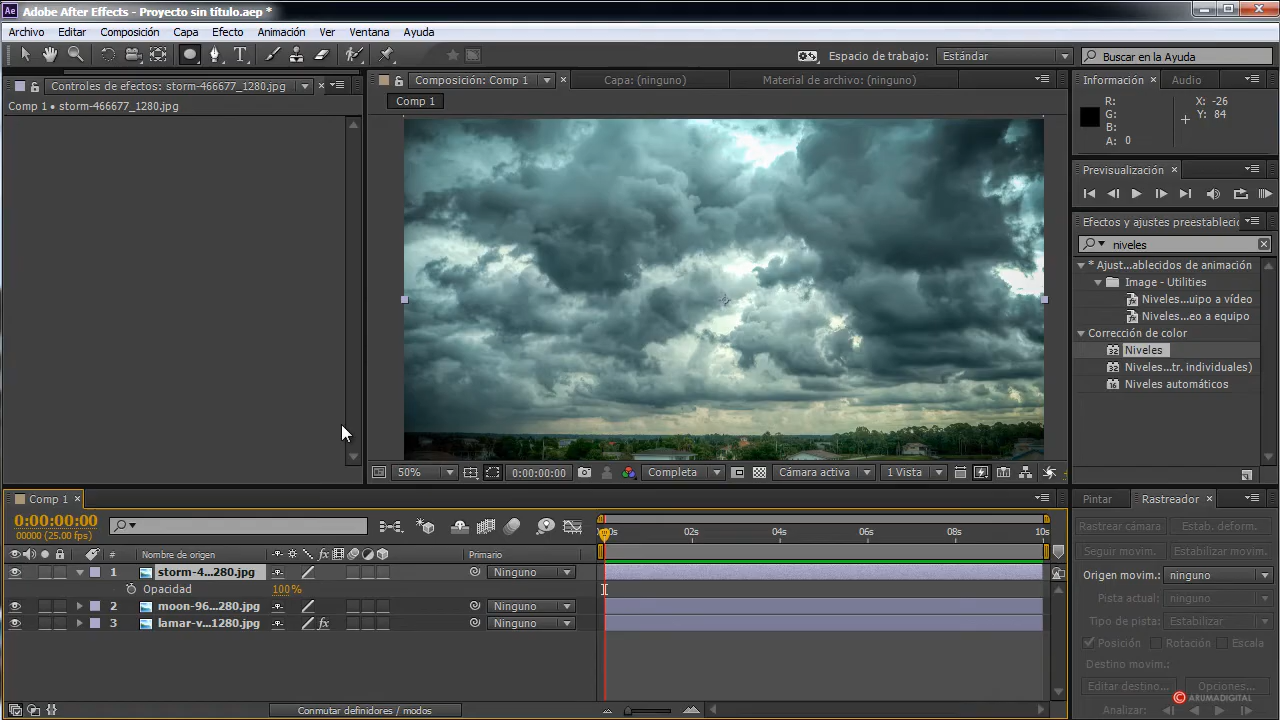 Ae Adobe After Effects - Proyecto sin título.aep *
Archivo Editar Composición Capa Efecto Animación Ver Ventana Ayuda
T Espacio de trabajo: Estándar Buscar en la Ayuda
Controles de efectos: storm-466677_1280.jpg × Composición: Comp 1 × Capa: (ninguno) Material de archivo: (ninguno) Información × Audio
Comp 1 • storm-466677_1280.jpg Comp 1
R: X: -26
G: Y: 84
B:
A: 0
Previsualización ×
Efectos y ajustes preestableci
niveles
* Ajust...ablecidos de animación
Image - Utilities
Niveles...uipo a vídeo
Niveles...eo a equipo
Corrección de color
32 Niveles
32 Niveles...tr. individuales)
16 Niveles automáticos
50% 0:00:00:00 Completa Cámara activa 1 Vista
Comp 1 × Pintar Rastreador ×
0:00:00:00
00000 (25.00 fps)
02s 04s 06s 08s 10s
Rastrear cámara Estab. deform.
Seguir movim. Estabilizar movim.
# Nombre de origen fx Primario
1 storm-4...280.jpg Ninguno
Opacidad 100 %
2 moon-96...280.jpg Ninguno
3 lamar-v...1280.jpg fx Ninguno
Origen movim.: ninguno
Pista actual: ninguno
Tipo de pista: Estabilizar
Posición Rotación Escala
Destino movim.:
Editar destino... Opciones...
© ARUMADIGITAL
Analizar:
Conmutar definidores / modos